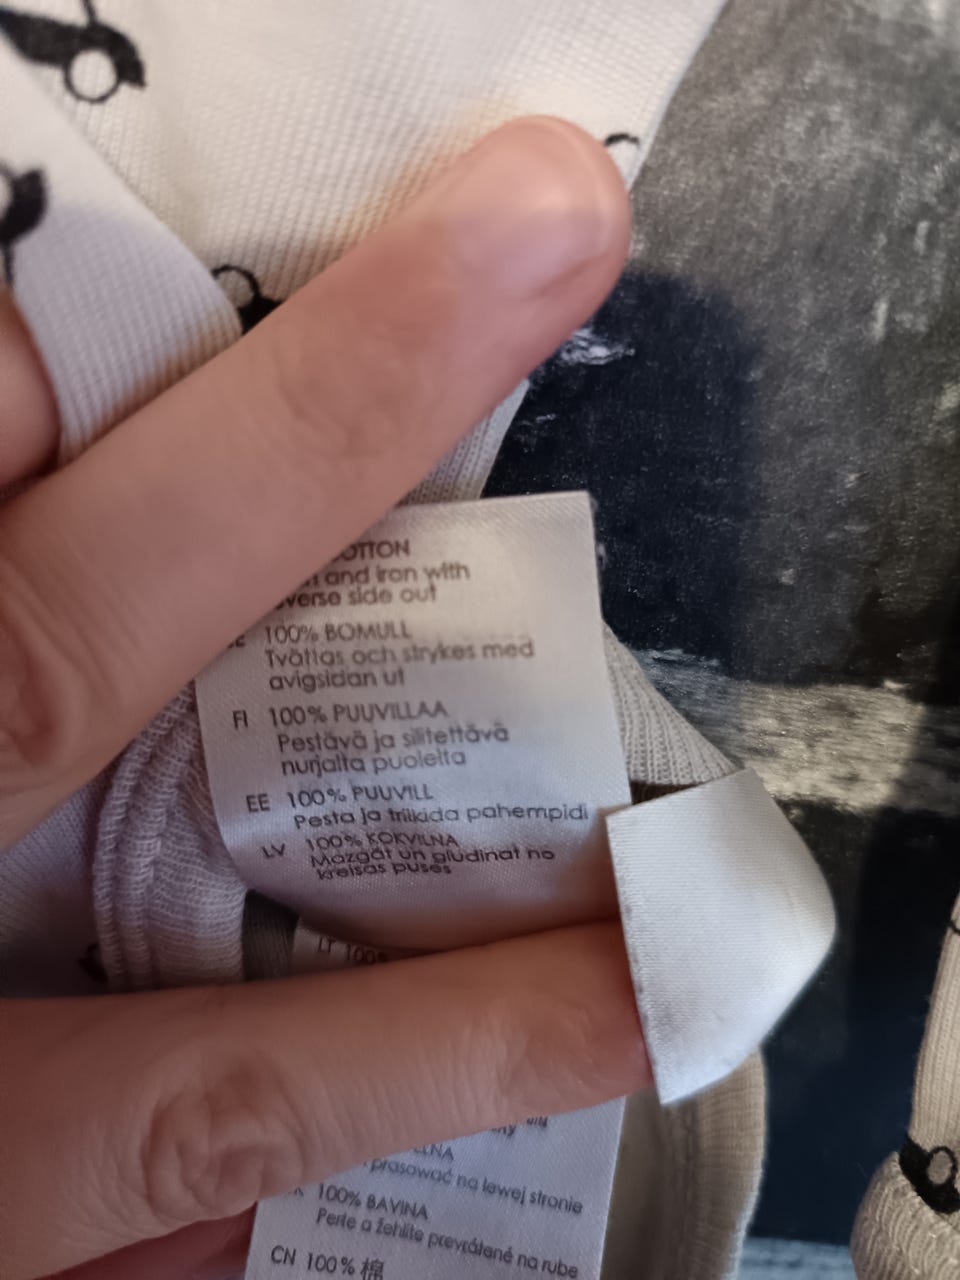 and iron with
side out
100% BOMULL
Tvättas och strykes med
avigsidan ut
FI 100% PUUVILLAA
Pestävä ja silitettävä
nurjalta puolelta
EE 100% PUUVILL
Pesta ja triikida pahempidi
LV 100% KOKVILNA
Mazgāt un gludināt no
kreisās puses
LT 100%
prasować na lewej stronie
100% BAVLNA
Perte a žehlite prevrátené na rube
CN 100% 棉